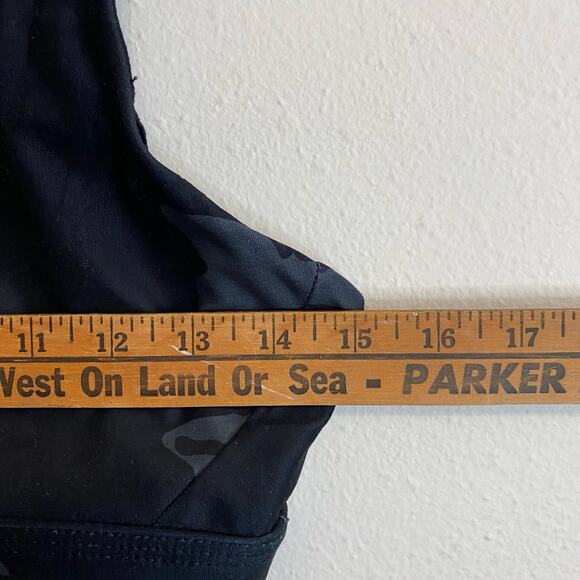 11 12 13 14 15 16 17
West On Land Or Sea - PARKER